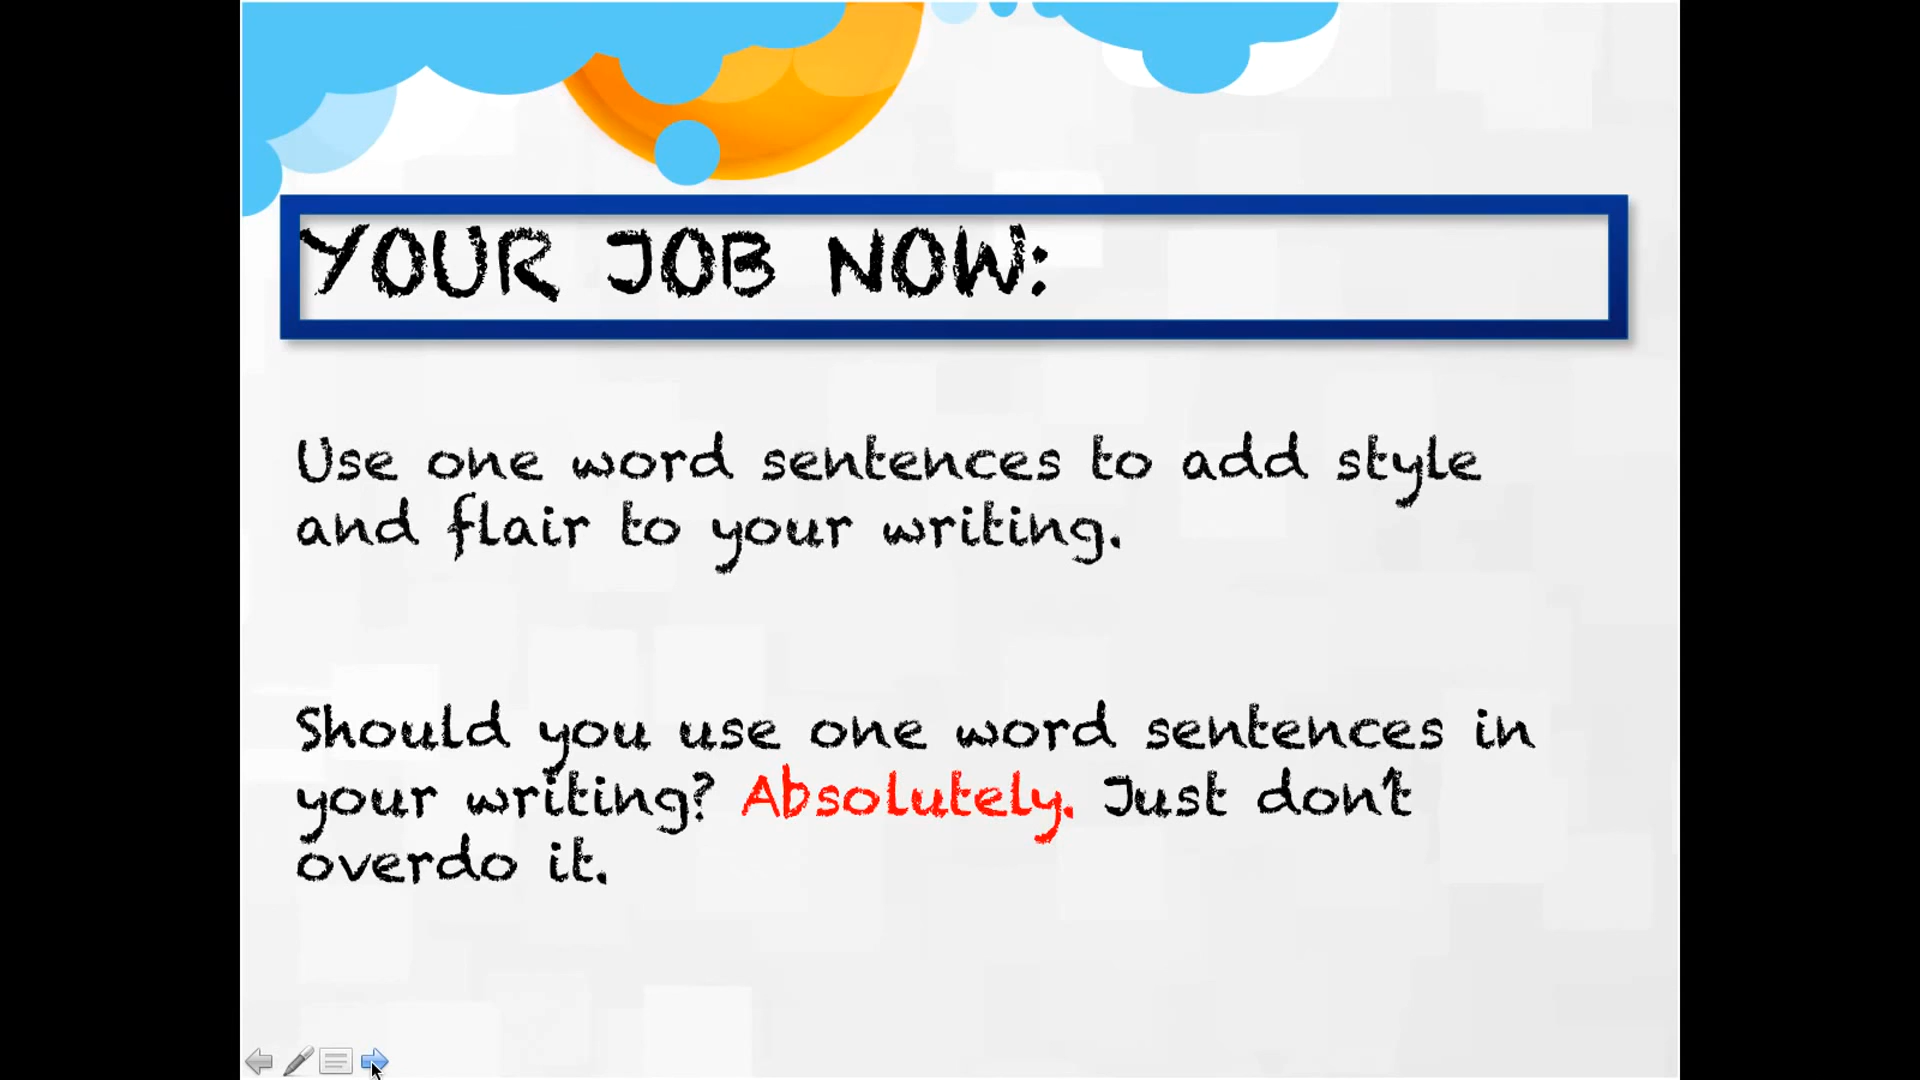 YOUR JOB NOW:
Use one word sentences to add style
and flair to your writing.
Should you use one word sentences in
your writing? Absolutely. Just don't
overdo it.